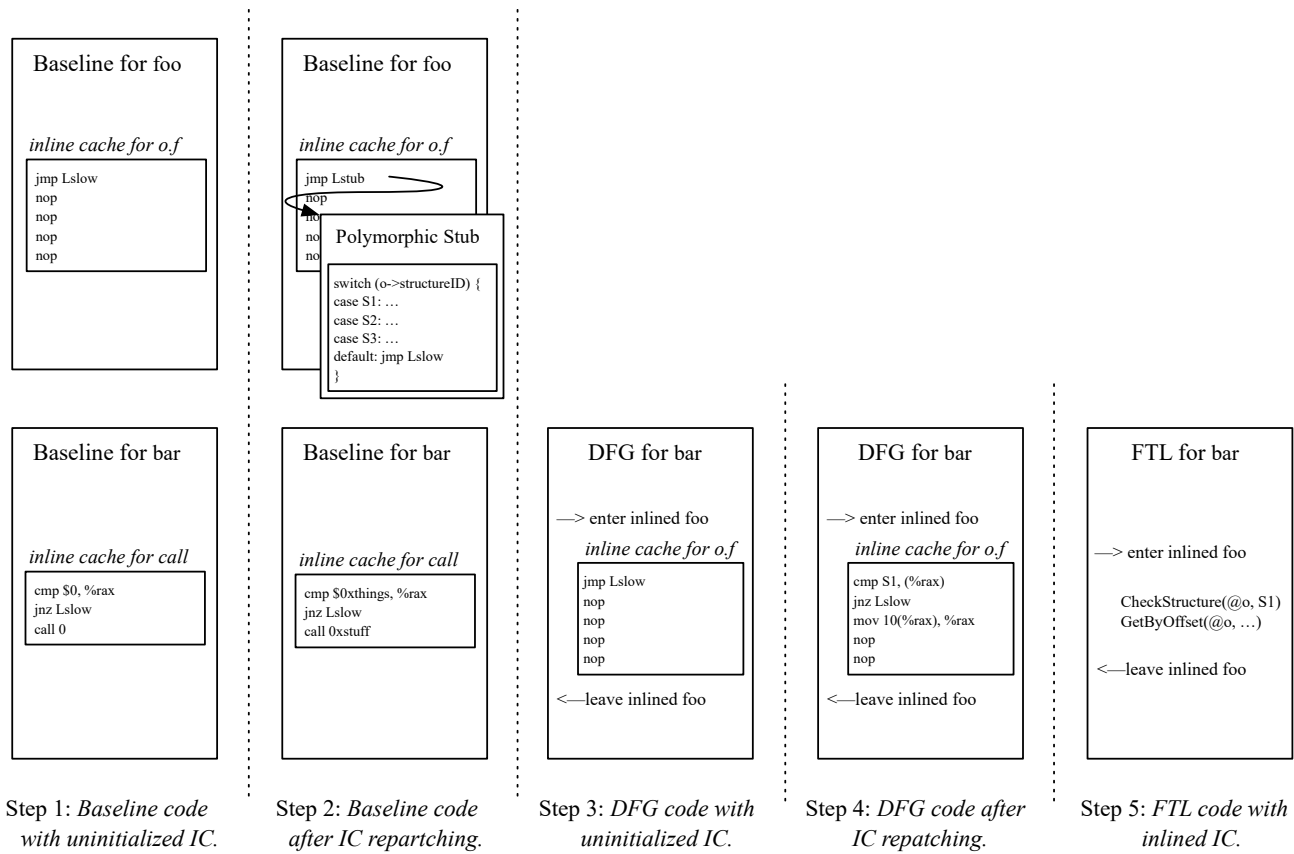 Baseline for foo
inline cache for o.f
jmp Lslow
nop
nop
nop
nop
Baseline for bar
inline cache for call
cmp $0, %rax
jnz Lslow
call 0
Step 1: Baseline code
with uninitialized IC.
Baseline for foo
inline cache for o.f
jmp Lstub
nop
no
no
no
Polymorphic Stub
switch (o->structureID) {
case S1: …
case S2: …
case S3: …
default: jmp Lslow
}
Baseline for bar
inline cache for call
cmp $0xthings, %rax
jnz Lslow
call 0xstuff
Step 2: Baseline code
after IC repartching.
DFG for bar
—> enter inlined foo
inline cache for o.f
jmp Lslow
nop
nop
nop
nop
<—leave inlined foo
Step 3: DFG code with
uninitialized IC.
DFG for bar
—> enter inlined foo
inline cache for o.f
cmp S1, (%rax)
jnz Lslow
mov 10(%rax), %rax
nop
nop
<—leave inlined foo
Step 4: DFG code after
IC repatching.
FTL for bar
—> enter inlined foo
CheckStructure(@o, S1)
GetByOffset(@o, …)
<—leave inlined foo
Step 5: FTL code with
inlined IC.